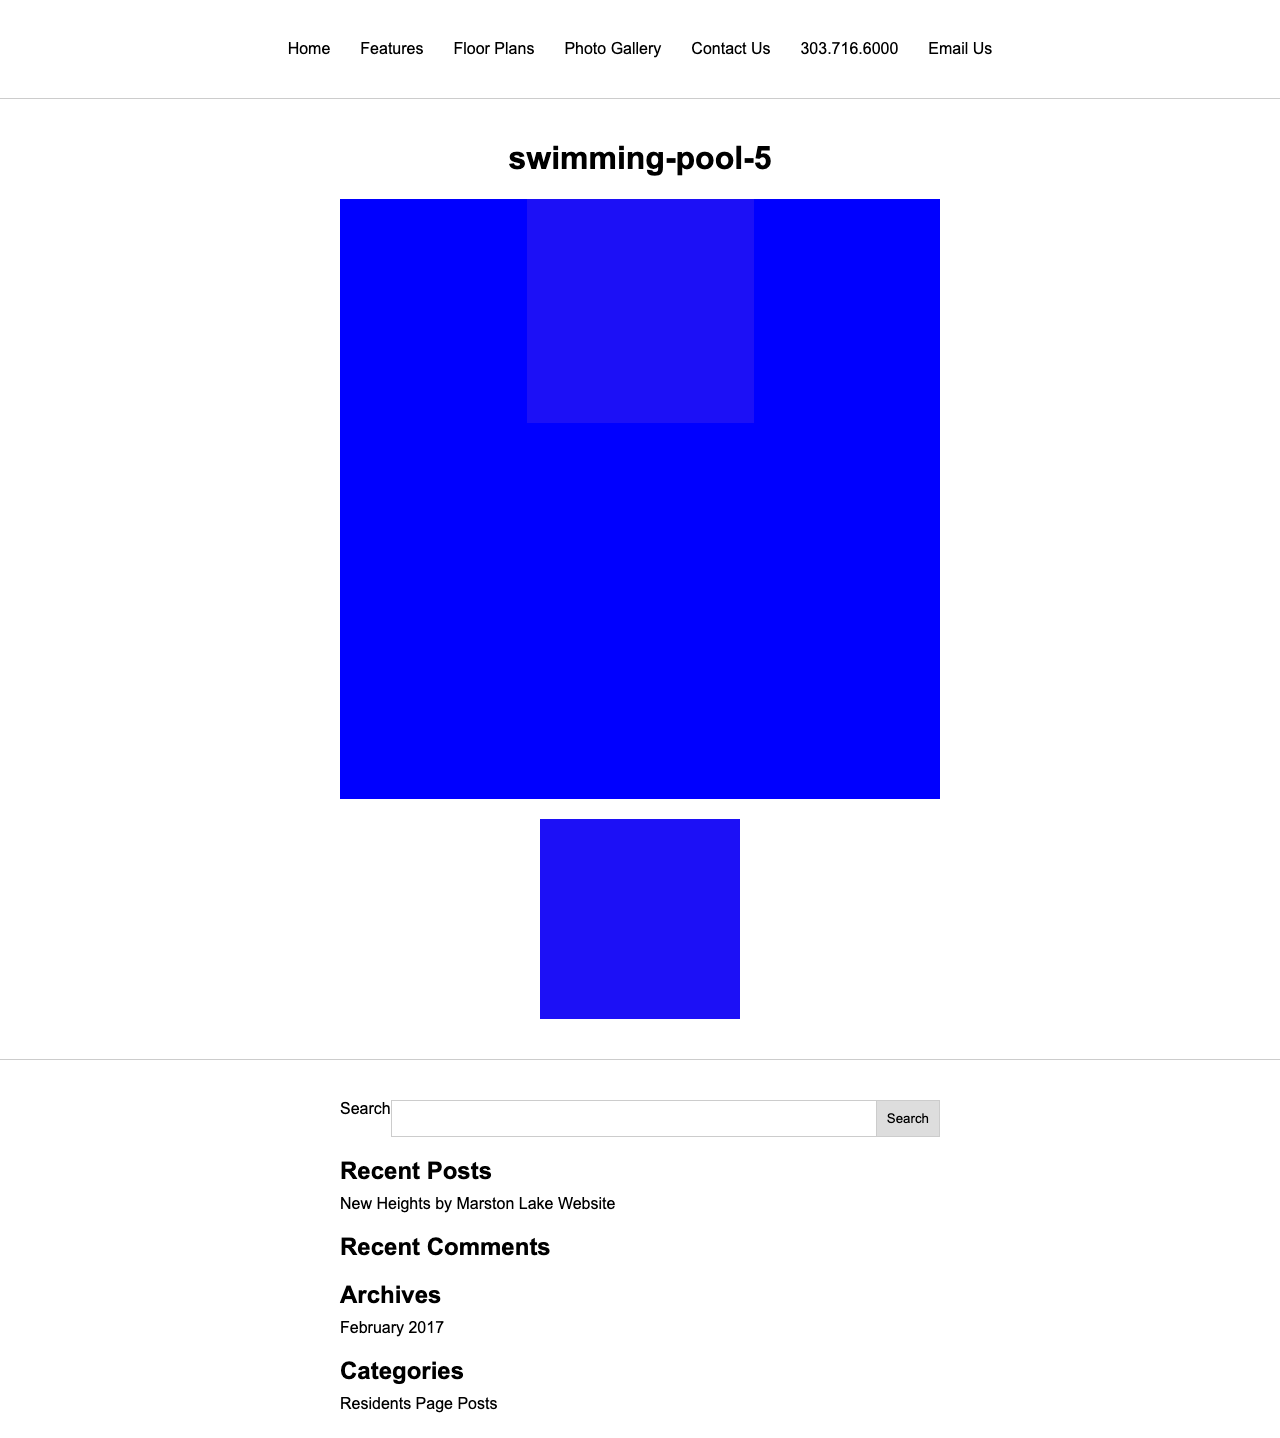 Home Features Floor Plans Photo Gallery Contact Us 303.716.6000 Email Us
swimming-pool-5
Search Search
Recent Posts
New Heights by Marston Lake Website
Recent Comments
Archives
February 2017
Categories
Residents Page Posts